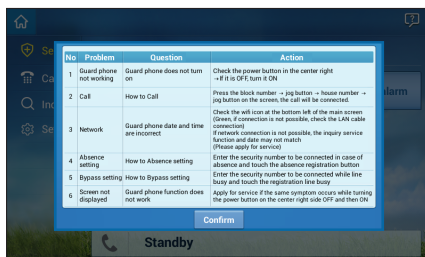 No Problem Question Action
1 Guard phone not working Guard phone does not turn on Check the power button in the center right
→ If it is OFF, turn it ON
2 Call How to Call Press the block number → jog button → house number →
jog button on the screen, the call will be connected.
3 Network Guard phone date and time are incorrect Check the wifi icon at the bottom left of the main screen
(Green, if connection is not possible, check the LAN cable
connection)
If network connection is not possible, the inquiry service
function and date may not match
(Please apply for service)
4 Absence setting How to Absence setting Enter the security number to be connected in case of
absence and touch the absence registration button
5 Bypass setting How to Bypass setting Enter the security number to be connected while line
busy and touch the registration line busy
6 Screen not displayed Guard phone function does not work Apply for service if the same symptom occurs while turning
the power button on the center right side OFF and then ON
Confirm
Se
Ca
Inq
Se
larm
Standby